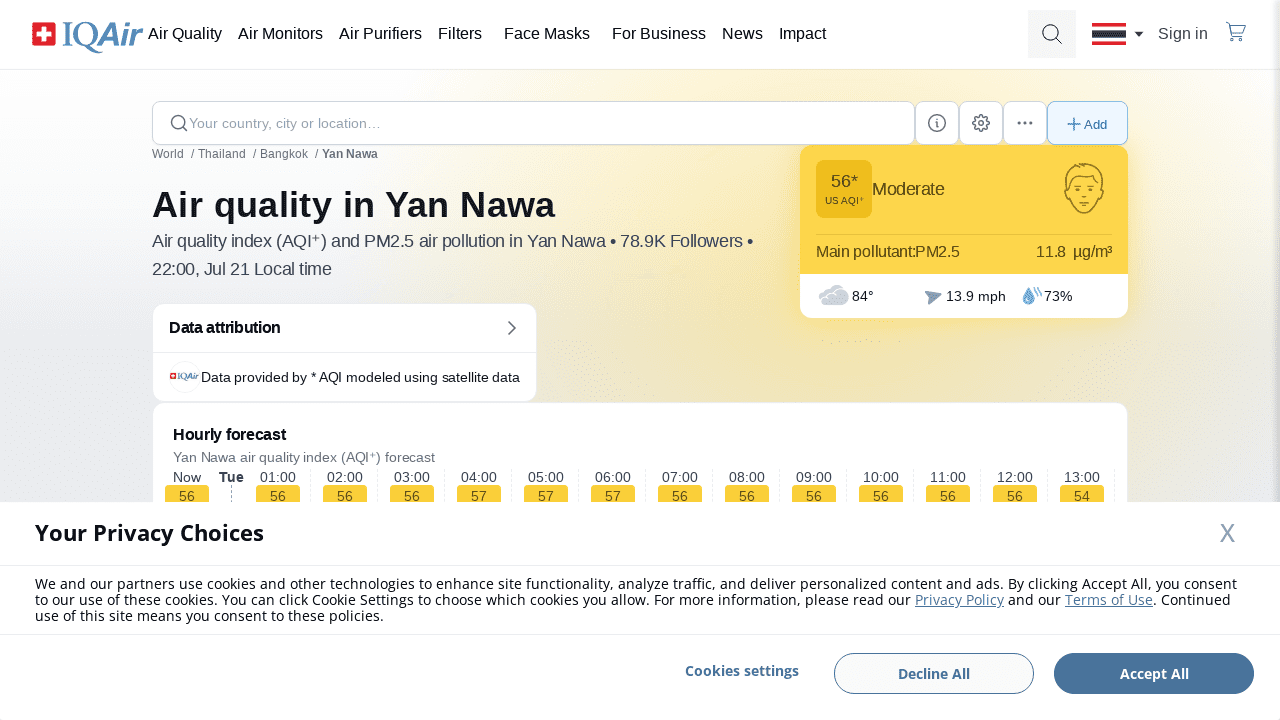 IQAir Air Quality Air Monitors Air Purifiers Filters Face Masks For Business News Impact Sign in
Your country, city or location…
Add
World / Thailand / Bangkok / Yan Nawa
Air quality in Yan Nawa
Air quality index (AQI⁺) and PM2.5 air pollution in Yan Nawa • 78.9K Followers •
22:00, Jul 21 Local time
56*
US AQI⁺
Moderate
Main pollutant:PM2.5 11.8 µg/m³
84° 13.9 mph 73%
Data attribution
IQAir Data provided by * AQI modeled using satellite data
Hourly forecast
Yan Nawa air quality index (AQI⁺) forecast
Now Tue 01:00 02:00 03:00 04:00 05:00 06:00 07:00 08:00 09:00 10:00 11:00 12:00 13:00
56 56 56 56 57 57 57 56 56 56 56 56 56 54
Your Privacy Choices X
We and our partners use cookies and other technologies to enhance site functionality, analyze traffic, and deliver personalized content and ads. By clicking Accept All, you consent
to our use of these cookies. You can click Cookie Settings to choose which cookies you allow. For more information, please read our Privacy Policy and our Terms of Use. Continued
use of this site means you consent to these policies.
Cookies settings Decline All Accept All